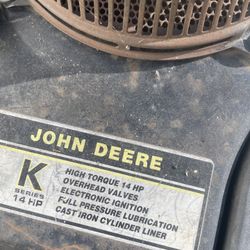 JOHN DEERE
K
SERIES
14 HP
HIGH TORQUE 14 HP
OVERHEAD VALVES
ELECTRONIC IGNITION
FULL PRESSURE LUBRICATION
CAST IRON CYLINDER LINER